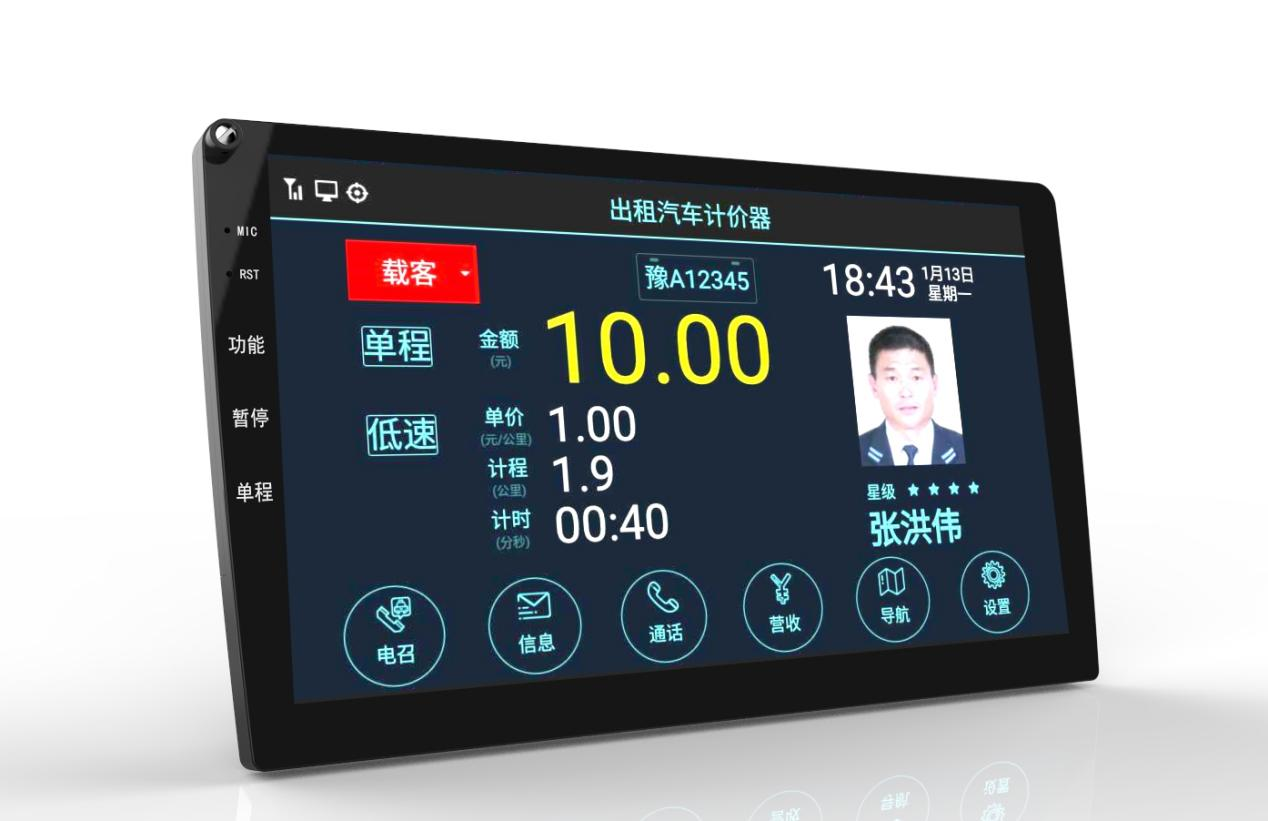 出租汽车计价器
MIC
RST
功能
暂停
单程
载客
豫A12345
18:43
1月13日
星期一
单程
金额
(元)
10.00
低速
单价
(元/公里)
1.00
计程
(公里)
1.9
计时
(分秒)
00:40
星级
张洪伟
电召
信息
通话
营收
导航
设置